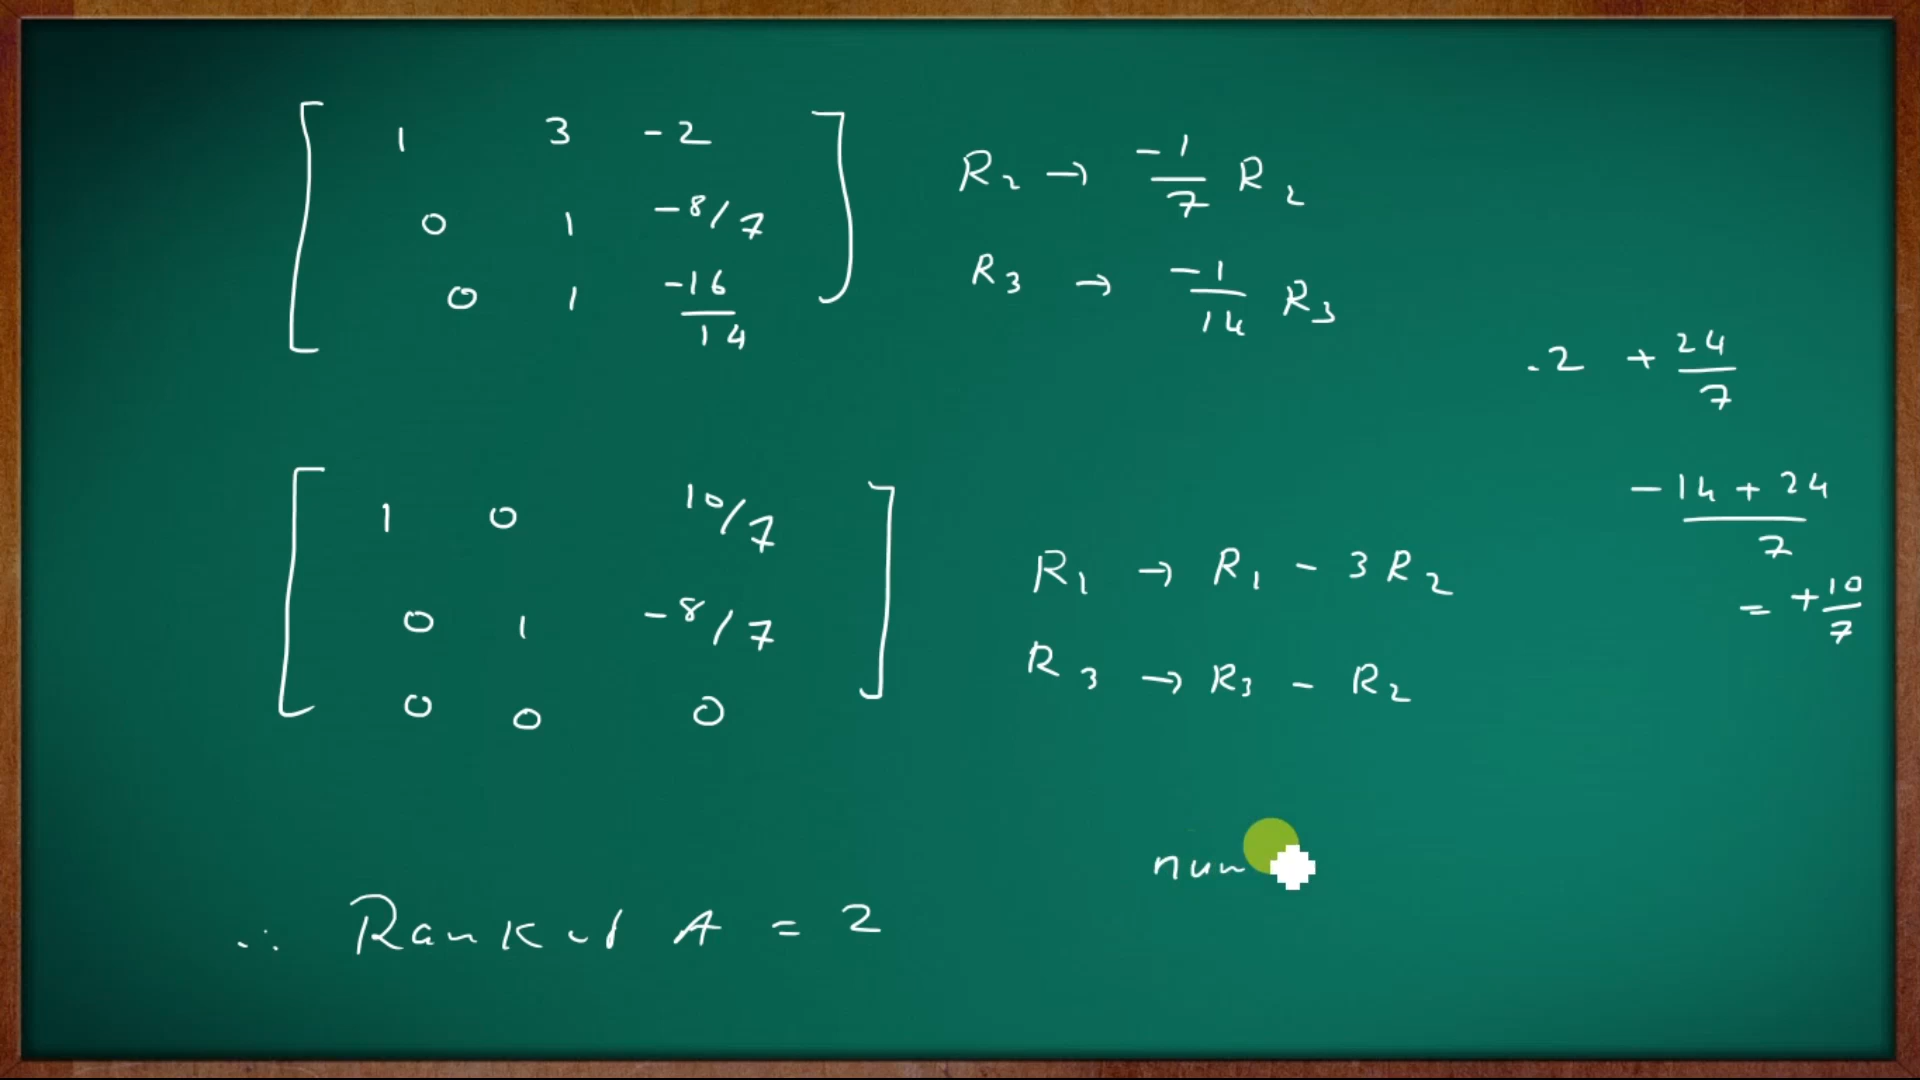 1 3 -2
0 1 -8/7
0 1 -16/14
R2 → -1/7 R2
R3 → -1/14 R3
-2 + 24/7
-14 + 24/7
= +10/7
1 0 10/7
0 1 -8/7
0 0 0
R1 → R1 - 3R2
R3 → R3 - R2
∴ Rank of A = 2